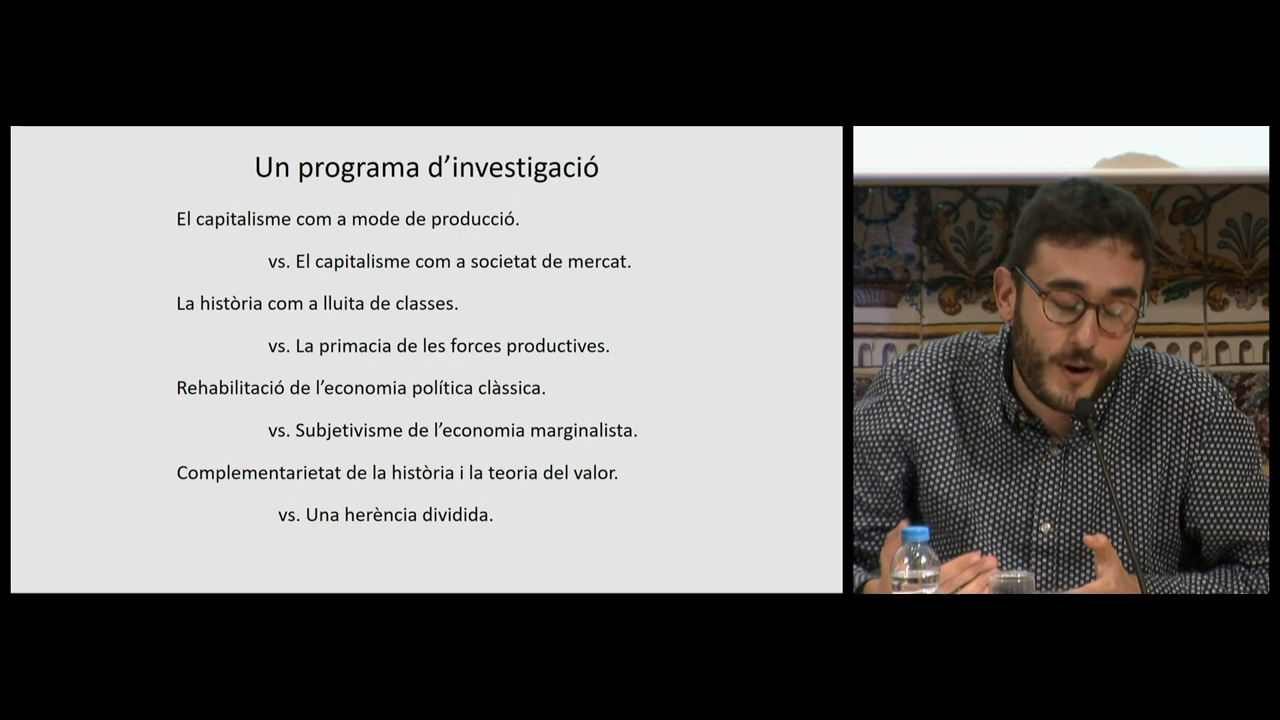 Un programa d’investigació
El capitalisme com a mode de producció.
vs. El capitalisme com a societat de mercat.
La història com a lluita de classes.
vs. La primacia de les forces productives.
Rehabilitació de l’economia política clàssica.
vs. Subjetivisme de l’economia marginalista.
Complementarietat de la història i la teoria del valor.
vs. Una herència dividida.